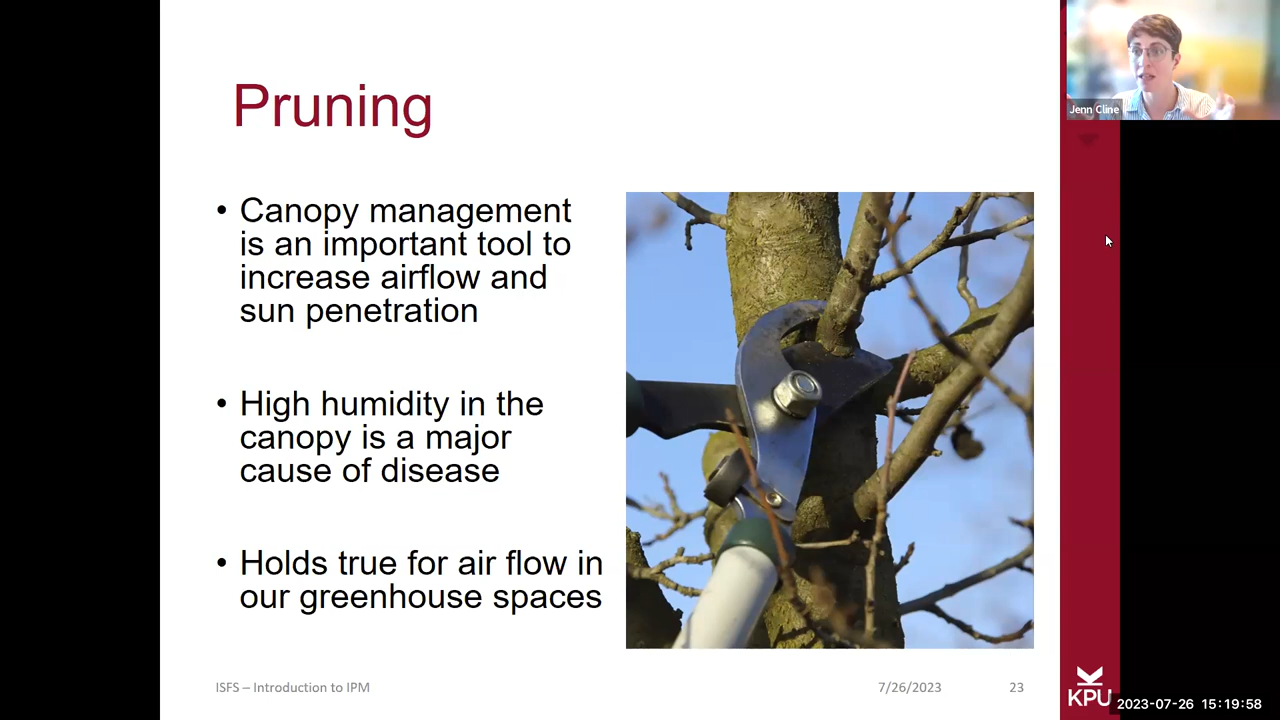 Pruning
• Canopy management
is an important tool to
increase airflow and
sun penetration
• High humidity in the
canopy is a major
cause of disease
• Holds true for air flow in
our greenhouse spaces
ISFS – Introduction to IPM
7/26/2023
23
Jenn Cline
KPU
2023-07-26 15:19:58